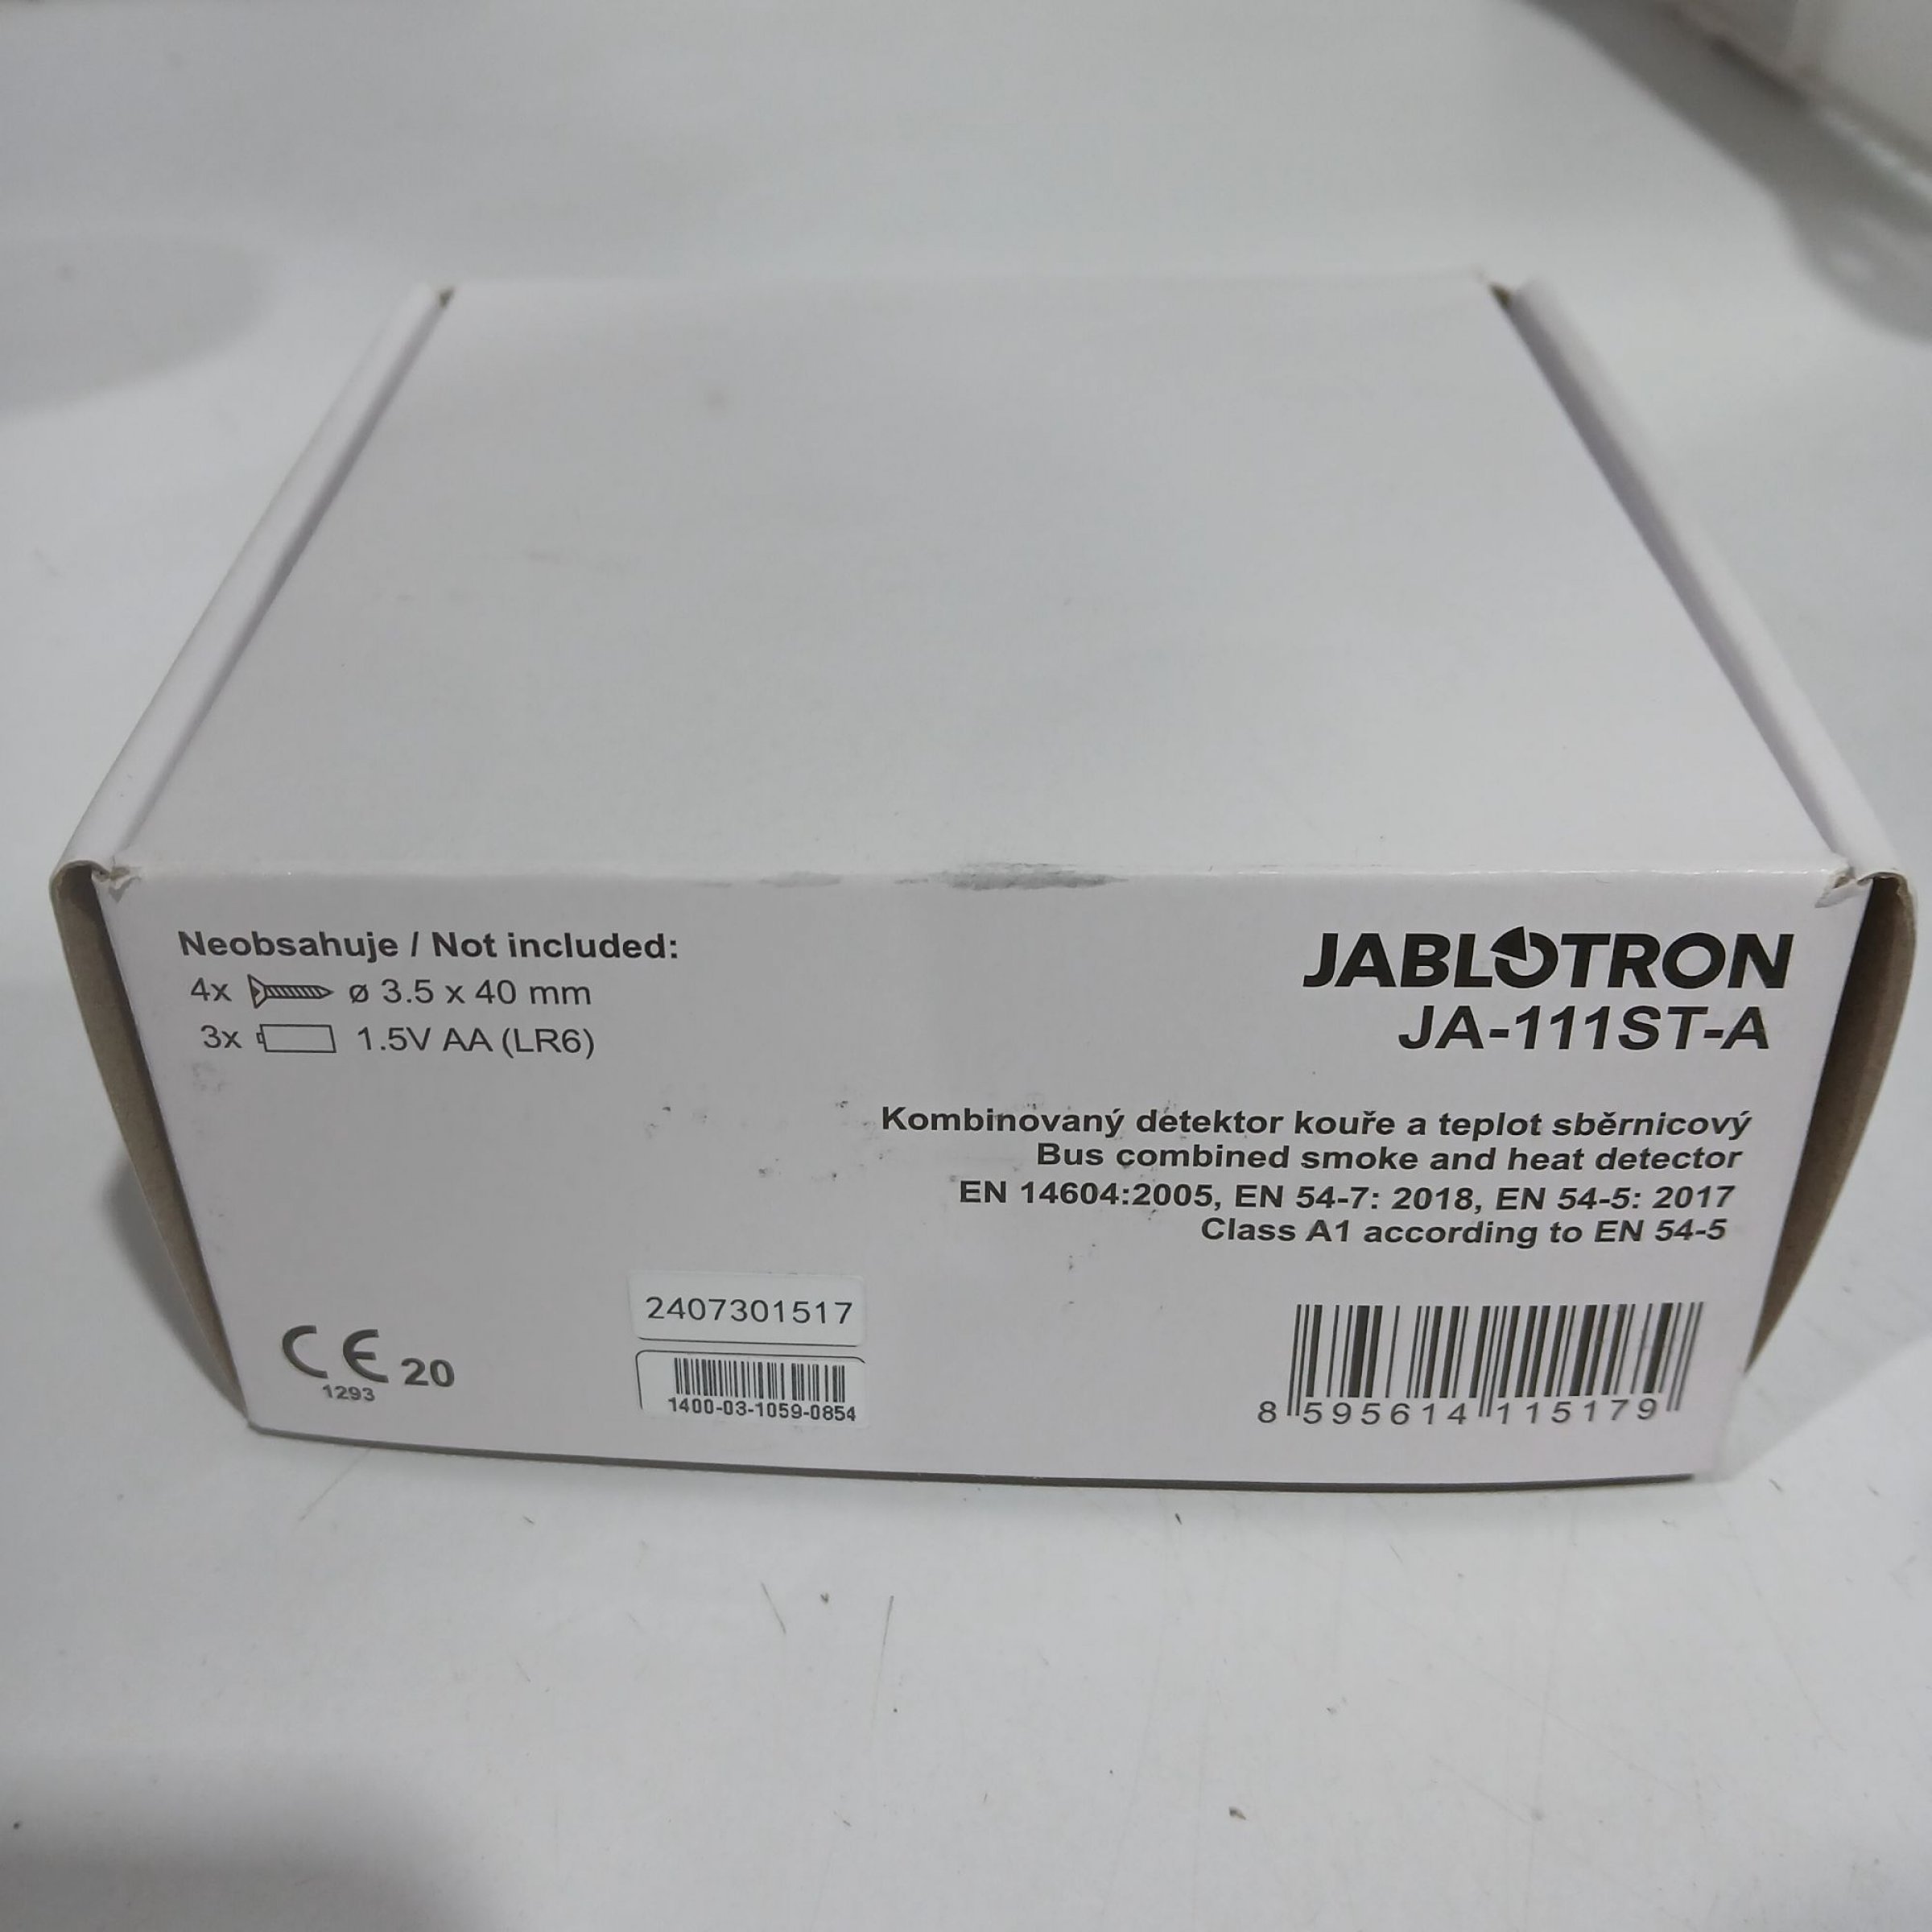 Neobsahuje / Not included:
4x ø 3.5 x 40 mm
3x 1.5V AA (LR6)
JABLOTRON
JA-111ST-A
Kombinovaný detektor kouře a teplot sběrnicový
Bus combined smoke and heat detector
EN 14604:2005, EN 54-7: 2018, EN 54-5: 2017
Class A1 according to EN 54-5
CE 20
1293
2407301517
1400-03-1059-0854
8 595614 115179